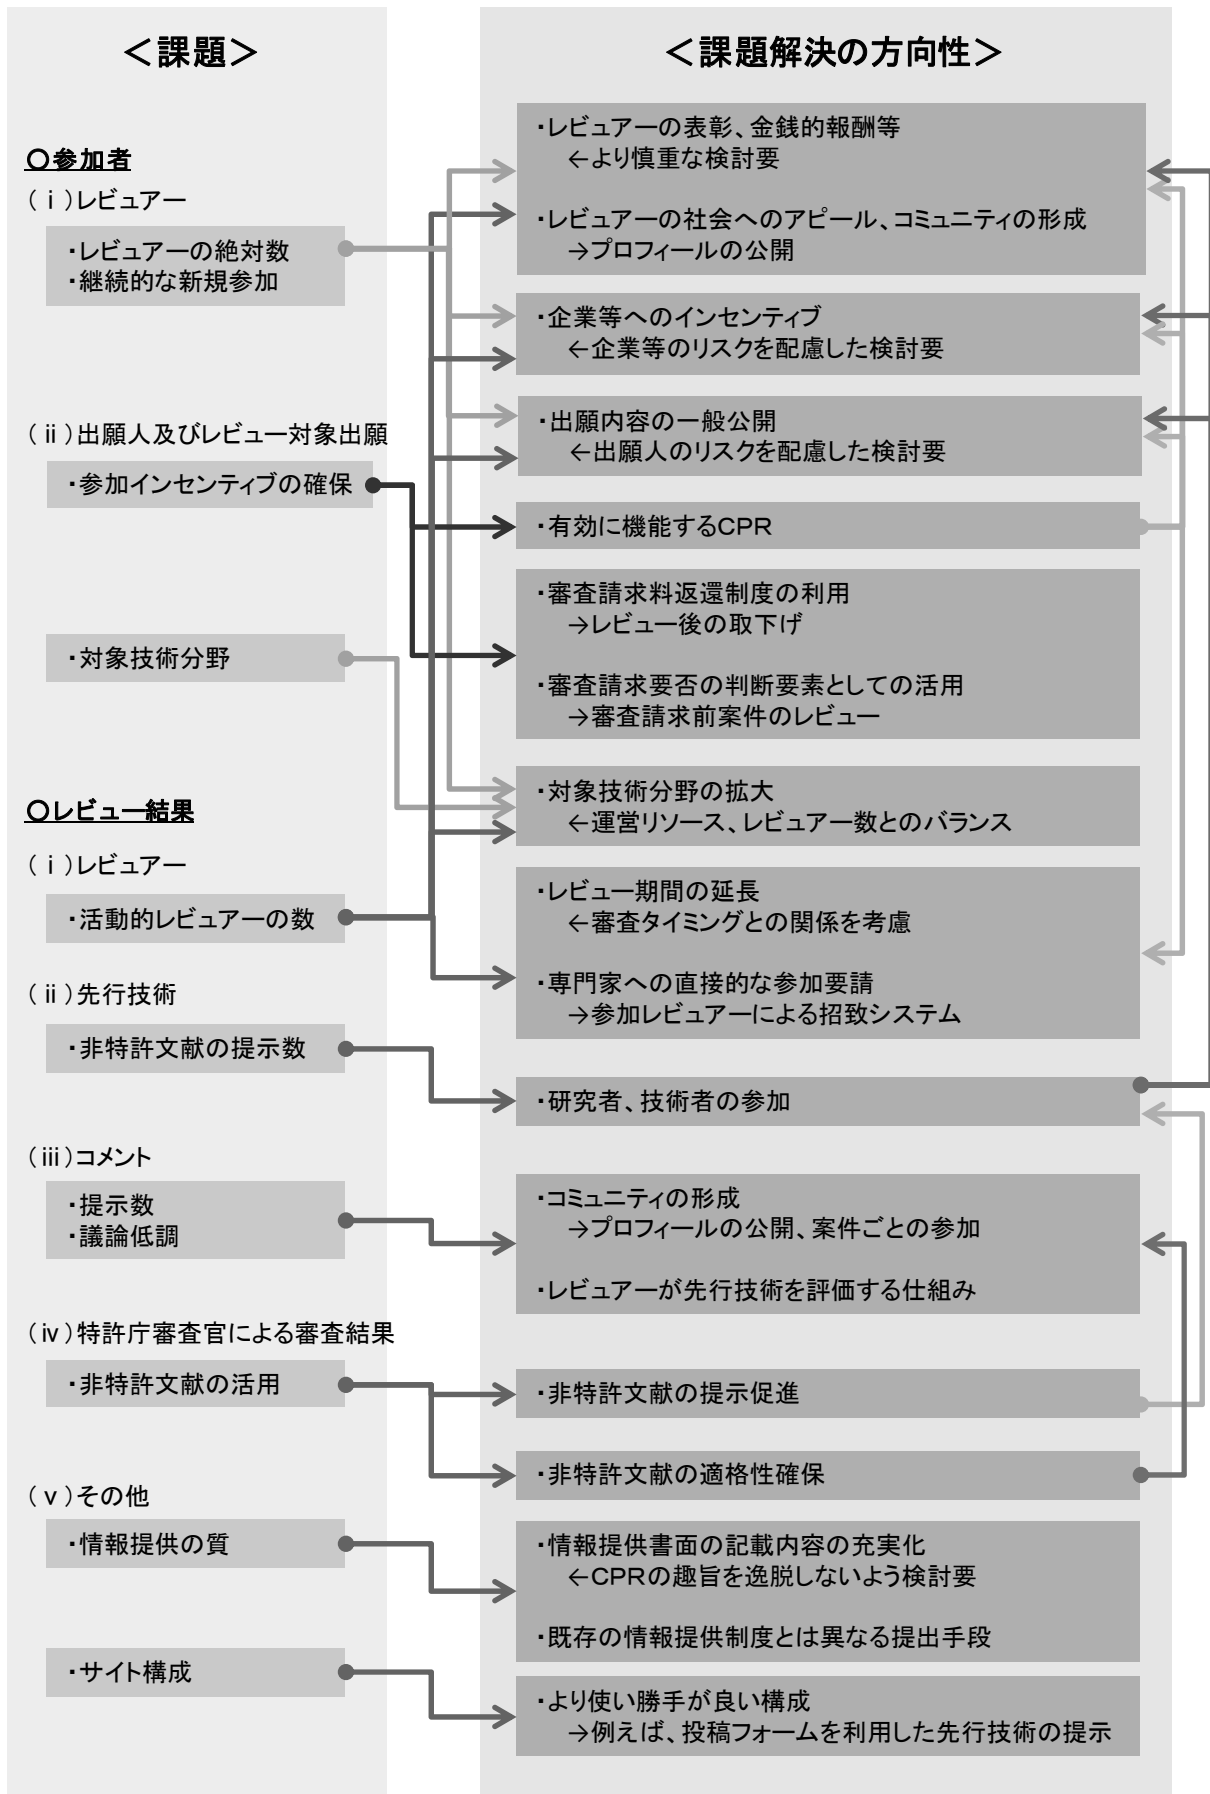 ＜課題＞
○参加者
（ⅰ）レビュアー
・レビュアーの絶対数
・継続的な新規参加
（ⅱ）出願人及びレビュー対象出願
・参加インセンティブの確保
・対象技術分野
○レビュー結果
（ⅰ）レビュアー
・活動的レビュアーの数
（ⅱ）先行技術
・非特許文献の提示数
（ⅲ）コメント
・提示数
・議論低調
（ⅳ）特許庁審査官による審査結果
・非特許文献の活用
（ⅴ）その他
・情報提供の質
・サイト構成
＜課題解決の方向性＞
・レビュアーの表彰、金銭的報酬等
←より慎重な検討要
・レビュアーの社会へのアピール、コミュニティの形成
→プロフィールの公開
・企業等へのインセンティブ
←企業等のリスクを配慮した検討要
・出願内容の一般公開
←出願人のリスクを配慮した検討要
・有効に機能するCPR
・審査請求料返還制度の利用
→レビュー後の取下げ
・審査請求要否の判断要素としての活用
→審査請求前案件のレビュー
・対象技術分野の拡大
←運営リソース、レビュアー数とのバランス
・レビュー期間の延長
←審査タイミングとの関係を考慮
・専門家への直接的な参加要請
→参加レビュアーによる招致システム
・研究者、技術者の参加
・コミュニティの形成
→プロフィールの公開、案件ごとの参加
・レビュアーが先行技術を評価する仕組み
・非特許文献の提示促進
・非特許文献の適格性確保
・情報提供書面の記載内容の充実化
←CPRの趣旨を逸脱しないよう検討要
・既存の情報提供制度とは異なる提出手段
・より使い勝手が良い構成
→例えば、投稿フォームを利用した先行技術の提示